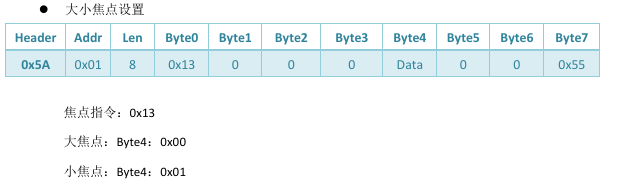 ● 大小焦点设置
Header Addr Len Byte0 Byte1 Byte2 Byte3 Byte4 Byte5 Byte6 Byte7
0x5A 0x01 8 0x13 0 0 0 Data 0 0 0x55
焦点指令：0x13
大焦点：Byte4：0x00
小焦点：Byte4：0x01